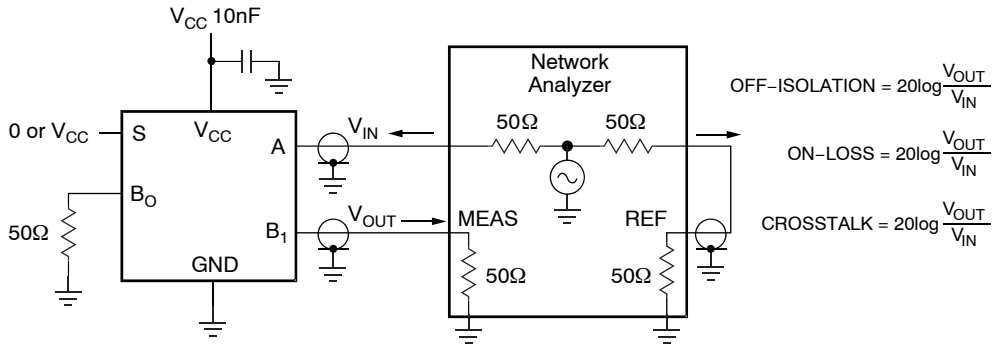 V_CC 10nF
Network
Analyzer
OFF−ISOLATION = 20log V_OUT / V_IN
0 or V_CC
S
V_CC
V_IN
50Ω
50Ω
A
ON−LOSS = 20log V_OUT / V_IN
B_O
V_OUT
MEAS
REF
CROSSTALK = 20log V_OUT / V_IN
50Ω
B_1
GND
50Ω
50Ω